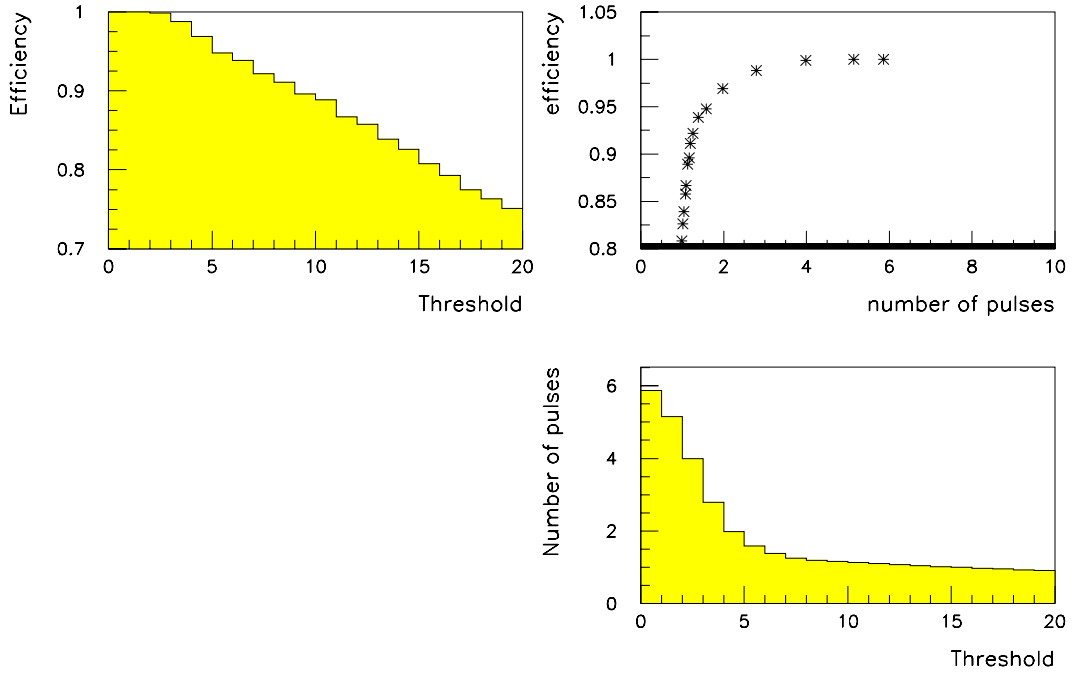 Efficiency
1
0.9
0.8
0.7
0 5 10 15 20
Threshold
efficiency
1.05
1
0.95
0.9
0.85
0.8
0 2 4 6 8 10
number of pulses
Number of pulses
6
4
2
0
0 5 10 15 20
Threshold